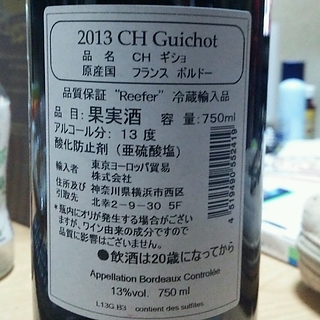 2013 CH Guichot
品 名 CH ギショ
原産国 フランス ボルドー
品質保証 "Reefer" 冷蔵輸入品
品 目: 果実酒 容 量: 750ml
アルコール分: 13 度
酸化防止剤 (亜硫酸塩)
輸入者 東京ヨーロッパ貿易
株式会社
住所及び 神奈川県横浜市西区
引取先 北幸2-9-30 5F
*瓶内にオリが発生する場合がござい
ますが、ワイン由来の成分ですので
品質に影響はございません。
●飲酒は20歳になってから
Appellation Bordeaux Controlée
13%vol. 750 ml
L13G.B3 contient des sulfites
4519490552419